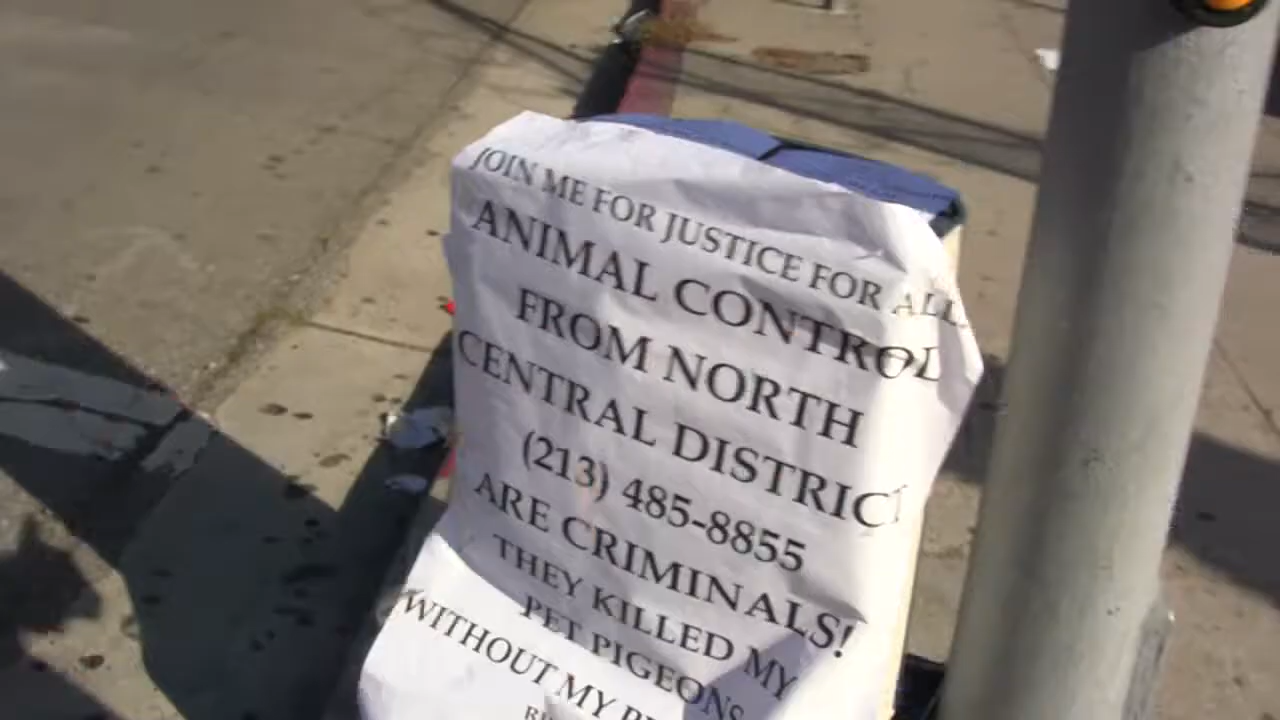 JOIN ME FOR JUSTICE FOR ALL
ANIMAL CONTROL
FROM NORTH
CENTRAL DISTRICT
(213) 485-8855
ARE CRIMINALS!
THEY KILLED MY
PET PIGEONS
WITHOUT MY